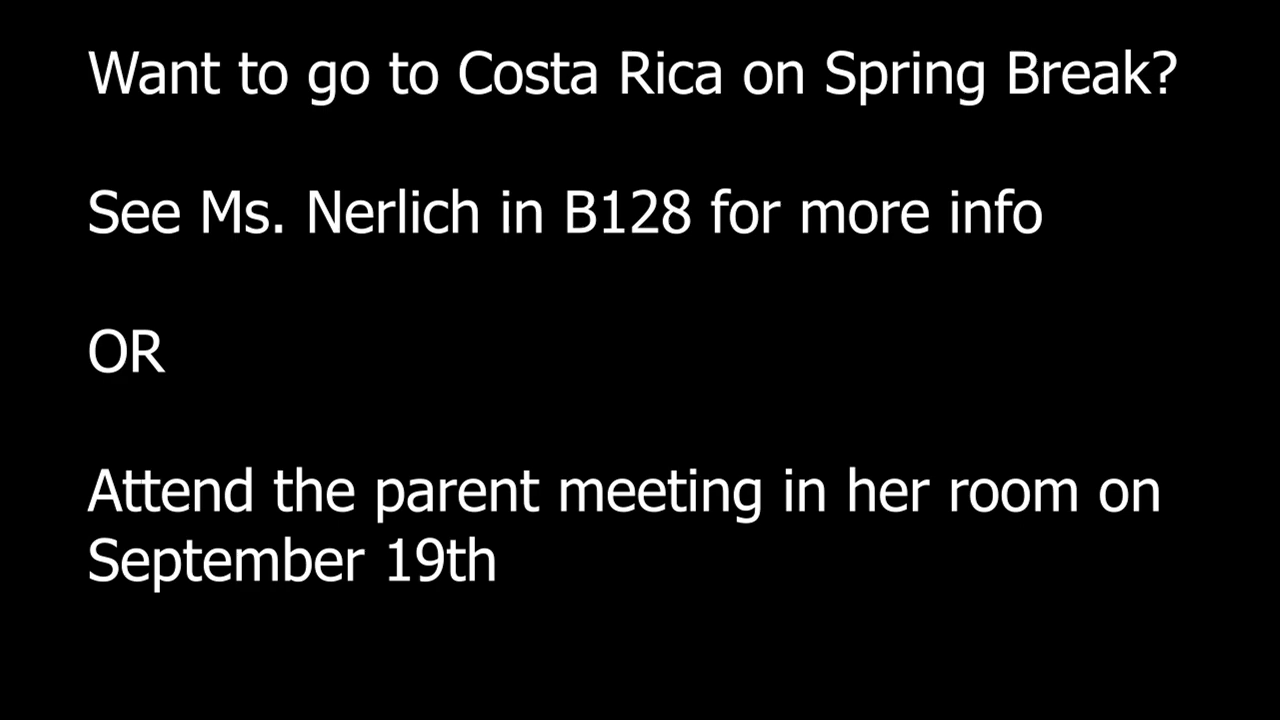 Want to go to Costa Rica on Spring Break?
See Ms. Nerlich in B128 for more info
OR
Attend the parent meeting in her room on
September 19th